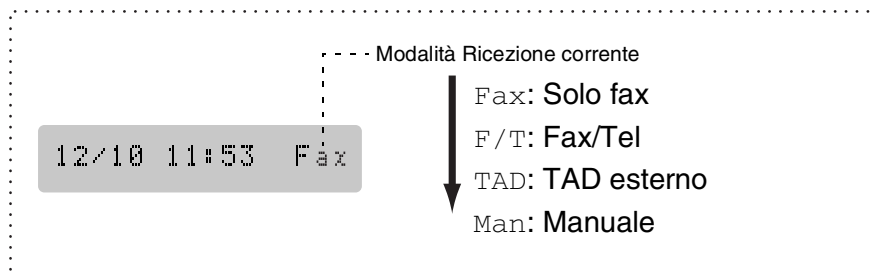 Modalità Ricezione corrente
Fax: Solo fax
F/T: Fax/Tel
12/10 11:53 Fax
TAD: TAD esterno
Man: Manuale